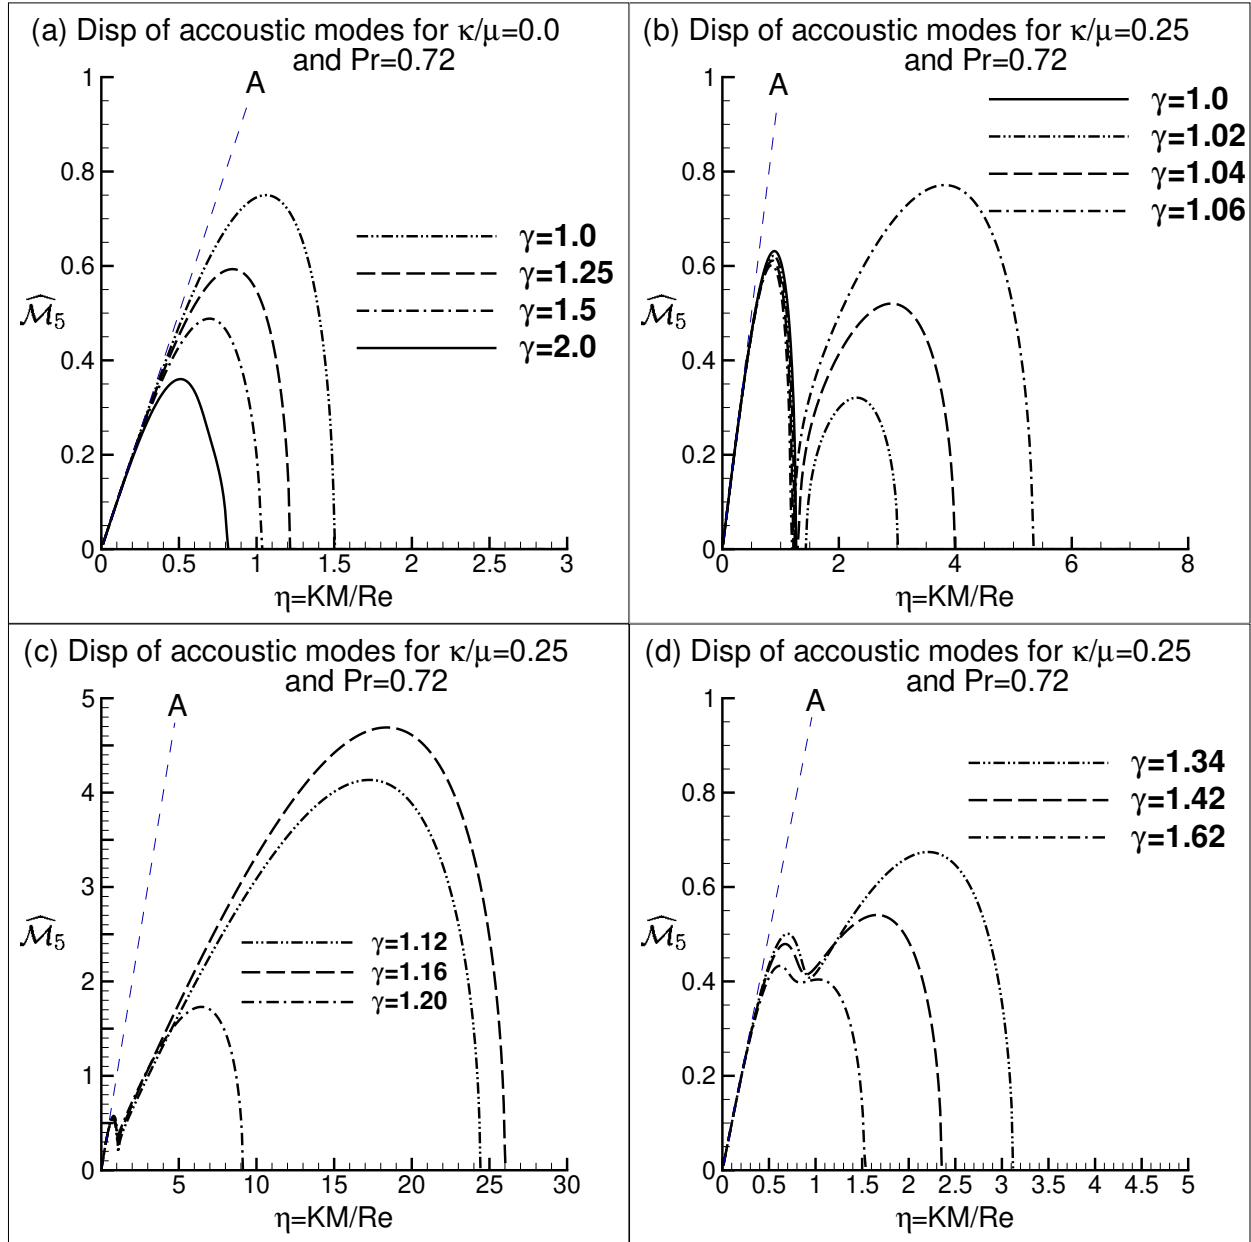 (a) Disp of accoustic modes for κ/μ=0.0
and Pr=0.72
A
1
0.8
0.6
0.4
0.2
0
M̂₅
γ=1.0
γ=1.25
γ=1.5
γ=2.0
0 0.5 1 1.5 2 2.5 3
η=KM/Re
(b) Disp of accoustic modes for κ/μ=0.25
and Pr=0.72
A
1
0.8
0.6
0.4
0.2
0
M̂₅
γ=1.0
γ=1.02
γ=1.04
γ=1.06
0 2 4 6 8
η=KM/Re
(c) Disp of accoustic modes for κ/μ=0.25
and Pr=0.72
A
5
4
3
2
1
0
M̂₅
γ=1.12
γ=1.16
γ=1.20
5 10 15 20 25 30
η=KM/Re
(d) Disp of accoustic modes for κ/μ=0.25
and Pr=0.72
A
1
0.8
0.6
0.4
0.2
0
M̂₅
γ=1.34
γ=1.42
γ=1.62
0 0.5 1 1.5 2 2.5 3 3.5 4 4.5 5
η=KM/Re